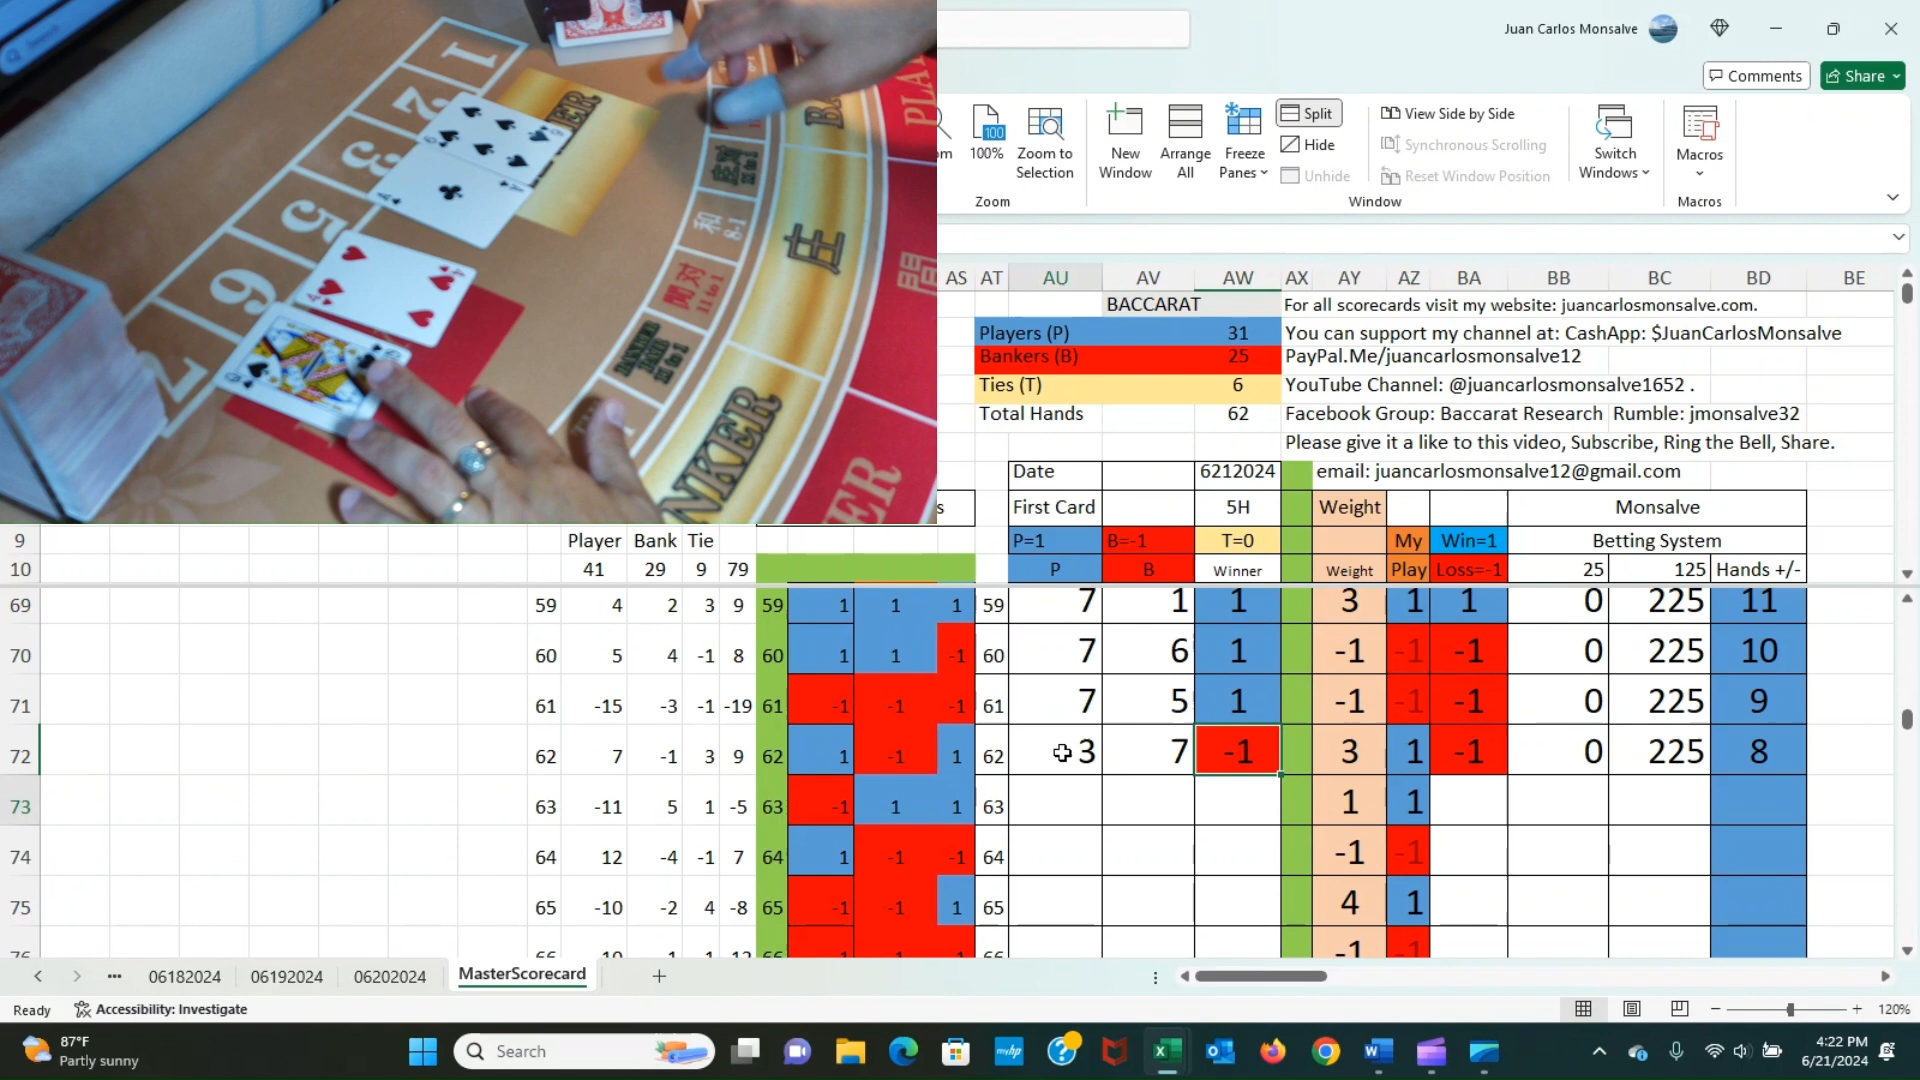 Juan Carlos Monsalve
Comments
Share
100%
Zoom to Selection
New Window
Arrange All
Freeze Panes
Split
Hide
Unhide
View Side by Side
Synchronous Scrolling
Reset Window Position
Switch Windows
Macros
Zoom
Window
Macros
1
2
3
5
6
7
庄
BANKER
11 to 1
和
8-1
AS AT AU AV AW AX AY AZ BA BB BC BD BE
BACCARAT For all scorecards visit my website: juancarlosmonsalve.com.
Players (P) 31 You can support my channel at: CashApp: $JuanCarlosMonsalve
Bankers (B) 25 PayPal.Me/juancarlosmonsalve12
Ties (T) 6 YouTube Channel: @juancarlosmonsalve1652 .
Total Hands 62 Facebook Group: Baccarat Research Rumble: jmonsalve32
Please give it a like to this video, Subscribe, Ring the Bell, Share.
Date 6212024 email: juancarlosmonsalve12@gmail.com
s First Card 5H Weight Monsalve
9 Player Bank Tie P=1 B=-1 T=0 My Win=1 Betting System
10 41 29 9 79 P B Winner Weight Play Loss=-1 25 125 Hands +/-
69 59 4 2 3 9 59 1 1 1 59 7 1 1 3 1 1 0 225 11
70 60 5 4 -1 8 60 1 1 -1 60 7 6 1 -1 -1 -1 0 225 10
71 61 -15 -3 -1 -19 61 -1 -1 -1 61 7 5 1 -1 -1 -1 0 225 9
72 62 7 -1 3 9 62 1 -1 1 62 3 7 -1 3 1 -1 0 225 8
73 63 -11 5 1 -5 63 -1 1 1 63 1 1
74 64 12 -4 -1 7 64 1 -1 -1 64 -1 -1
75 65 -10 -2 4 -8 65 -1 -1 1 65 4 1
06182024 06192024 06202024 MasterScorecard
Ready Accessibility: Investigate 120%
87°F
Partly sunny
Search
myhp
4:22 PM
6/21/2024